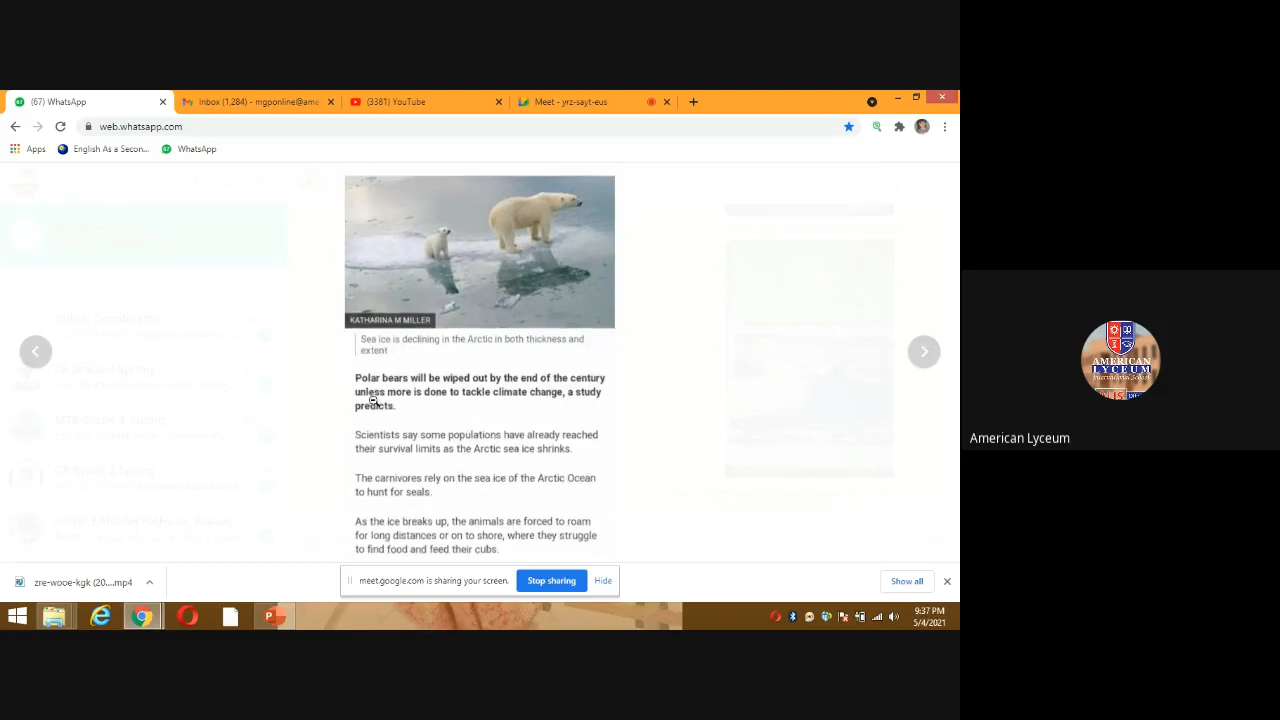 (67) WhatsApp
Inbox (1,284) - mgponline@ame
(3381) YouTube
Meet - yrz-sayt-eus
web.whatsapp.com
Apps
English As a Secon...
WhatsApp
KATHARINA M MILLER
Sea ice is declining in the Arctic in both thickness and
extent
Polar bears will be wiped out by the end of the century
unless more is done to tackle climate change, a study
predicts.
Scientists say some populations have already reached
their survival limits as the Arctic sea ice shrinks.
The carnivores rely on the sea ice of the Arctic Ocean
to hunt for seals.
As the ice breaks up, the animals are forced to roam
for long distances or on to shore, where they struggle
to find food and feed their cubs.
zre-wooe-kgk (20....mp4
meet.google.com is sharing your screen.
Stop sharing
Hide
Show all
9:37 PM
5/4/2021
AMERICAN
LYCEUM
International School
American Lyceum